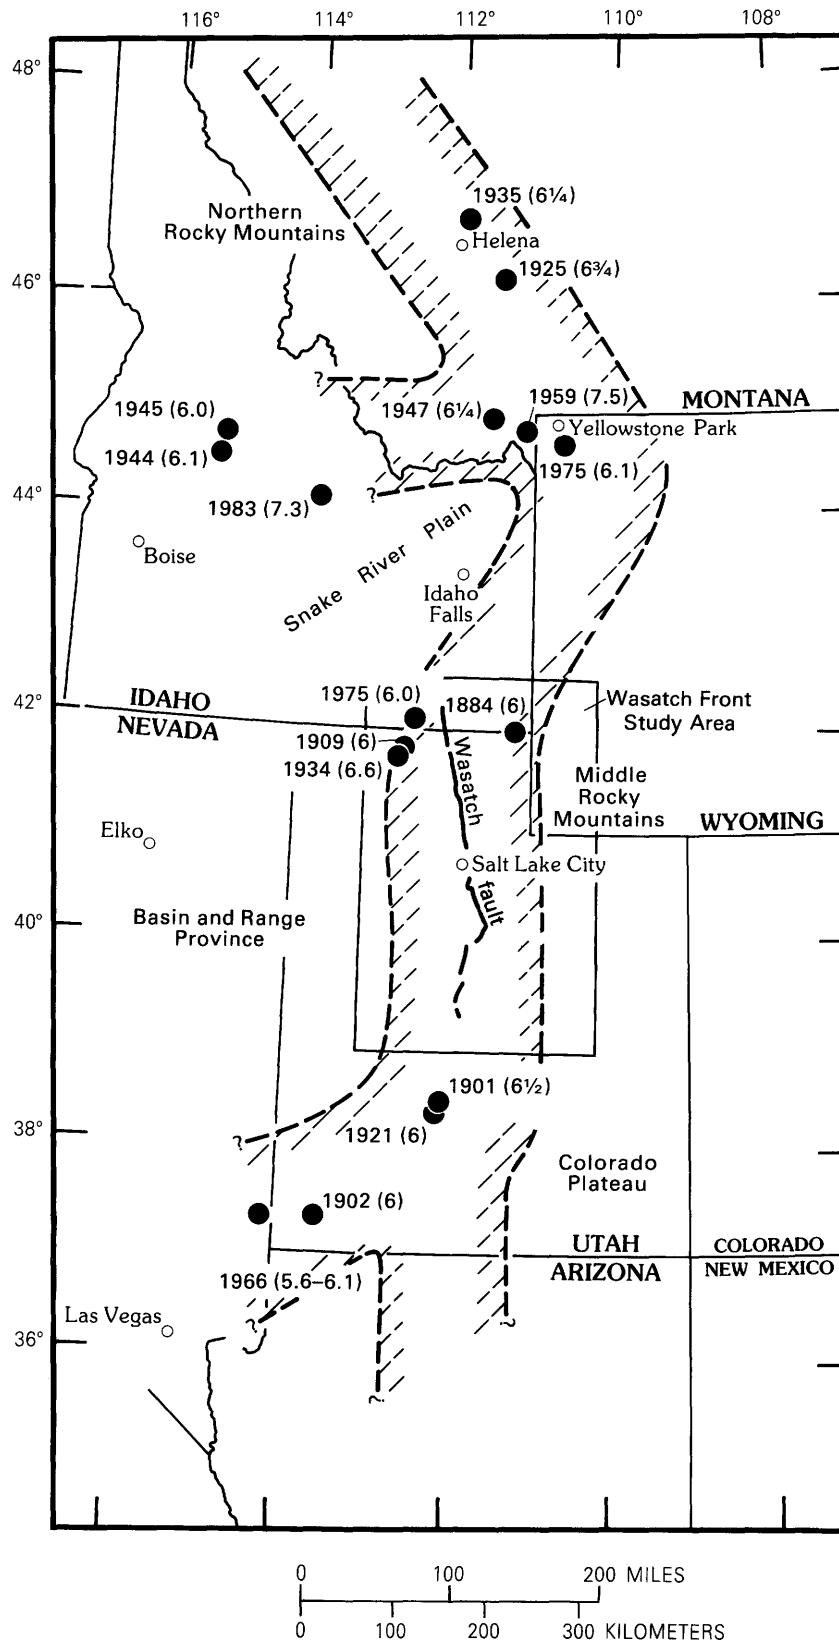 116° 114° 112° 110° 108°
48°
1935 (6¼)
Northern
Rocky Mountains
Helena
1925 (6¾)
46°
?
1959 (7.5)
MONTANA
1945 (6.0)
1947 (6¼)
Yellowstone Park
1944 (6.1)
1975 (6.1)
44°
?
1983 (7.3)
Snake River Plain
Boise
Idaho
Falls
42°
IDAHO
NEVADA
1975 (6.0)
1884 (6)
Wasatch Front
Study Area
1909 (6)
1934 (6.6)
Wasatch
fault
Middle
Rocky
Mountains
WYOMING
Elko
Salt Lake City
40°
Basin and Range
Province
1901 (6½)
38°
1921 (6)
?
Colorado
Plateau
1902 (6)
UTAH
ARIZONA
COLORADO
NEW MEXICO
1966 (5.6–6.1)
Las Vegas
?
?
36°
?
0 100 200 MILES
0 100 200 300 KILOMETERS